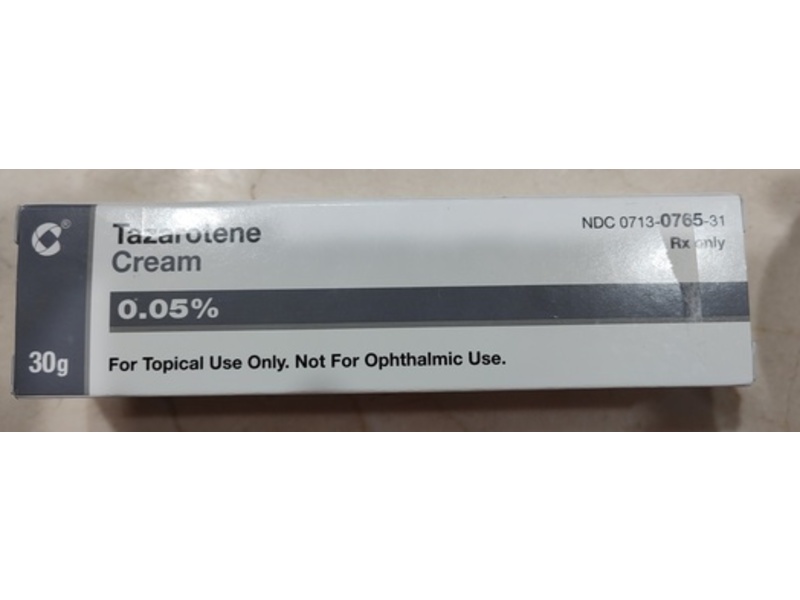 Tazarotene
Cream
0.05%
30g
For Topical Use Only. Not For Ophthalmic Use.
NDC 0713-0765-31
Rx only
®